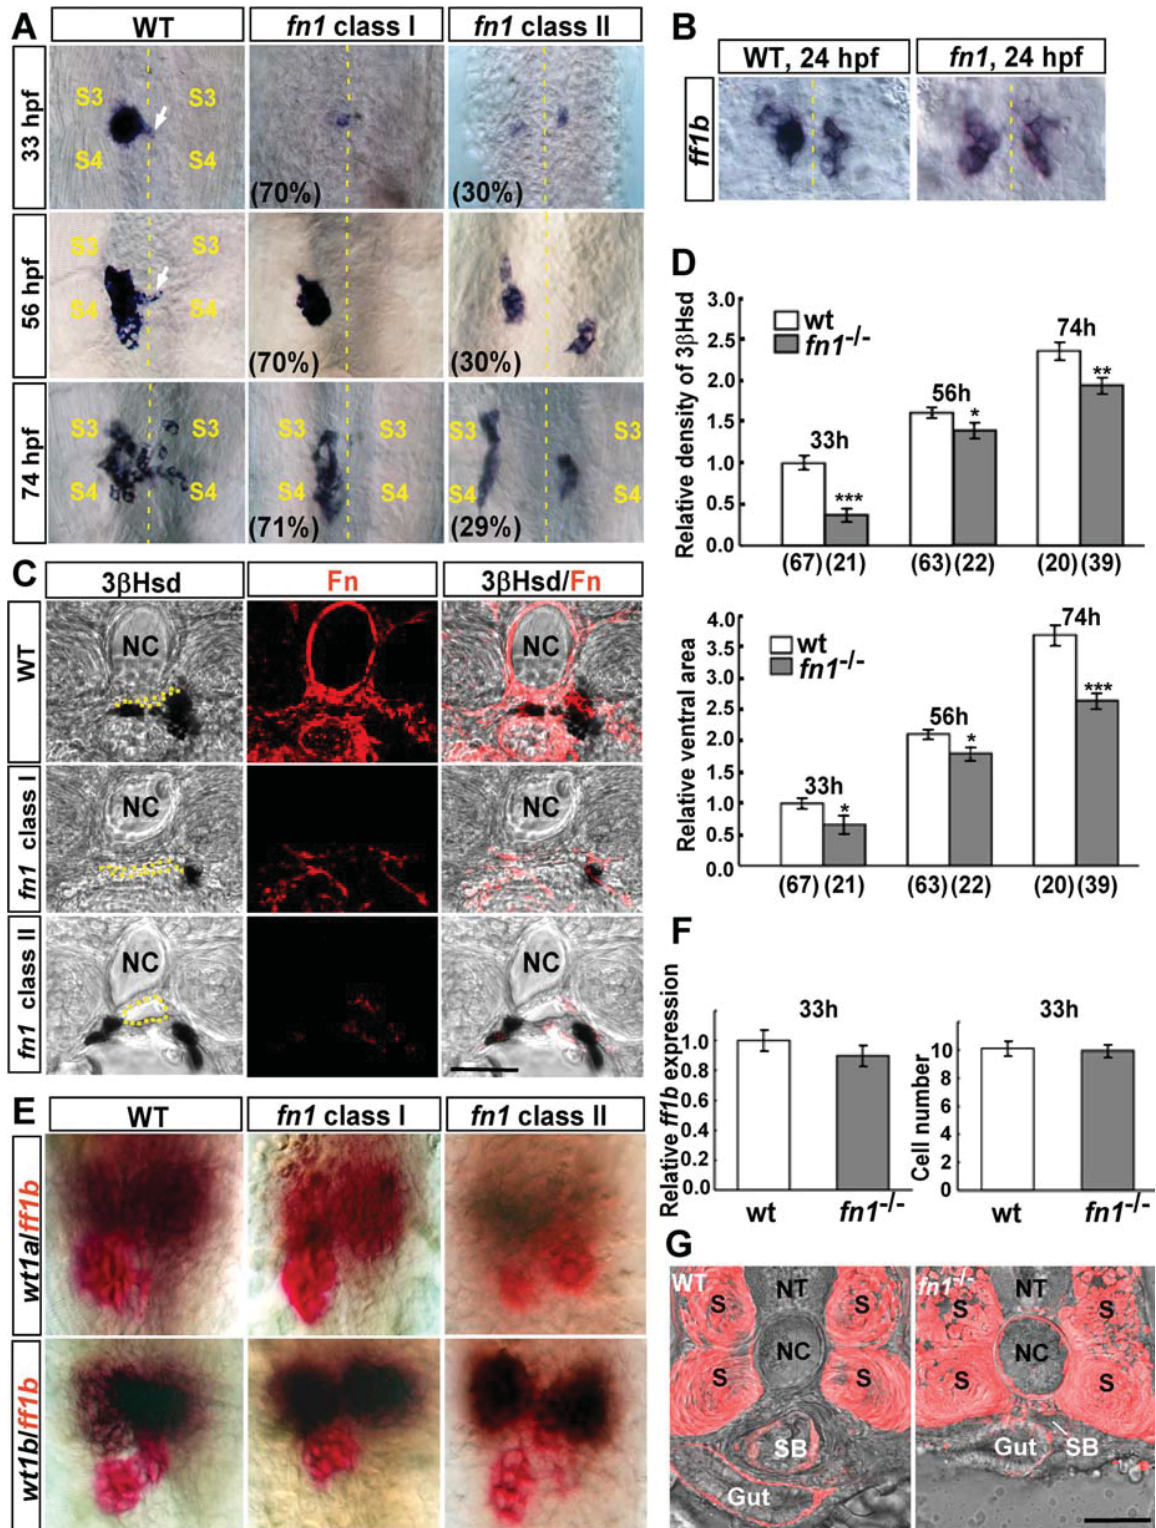 A
WT
fn1 class I
fn1 class II
33 hpf
S3
S3
S4
S4
(70%)
(30%)
56 hpf
S3
S3
S4
S4
(70%)
(30%)
74 hpf
S3
S3
S4
S4
S3
S3
S4
S4
(71%)
S3
S3
S4
S4
(29%)
B
WT, 24 hpf
fn1, 24 hpf
ff1b
C
3βHsd
Fn
3βHsd/Fn
WT
NC
NC
fn1 class I
NC
NC
fn1 class II
NC
NC
D
Relative density of 3βHsd
3.0
2.5
2.0
1.5
1.0
0.5
0.0
wt
fn1-/-
33h
56h
74h
***
*
**
(67) (21)
(63) (22)
(20) (39)
Relative ventral area
4.0
3.5
3.0
2.5
2.0
1.5
1.0
0.5
0.0
wt
fn1-/-
33h
56h
74h
*
*
***
(67) (21)
(63) (22)
(20) (39)
E
WT
fn1 class I
fn1 class II
wt1a/ff1b
wt1b/ff1b
F
33h
Relative ff1b expression
1.0
0.8
0.6
0.4
0.2
0.0
wt
fn1-/-
33h
Cell number
10
8
6
4
2
0
wt
fn1-/-
G
WT
NT
S
S
NC
S
S
SB
Gut
fn1-/-
NT
S
S
NC
S
S
Gut
SB